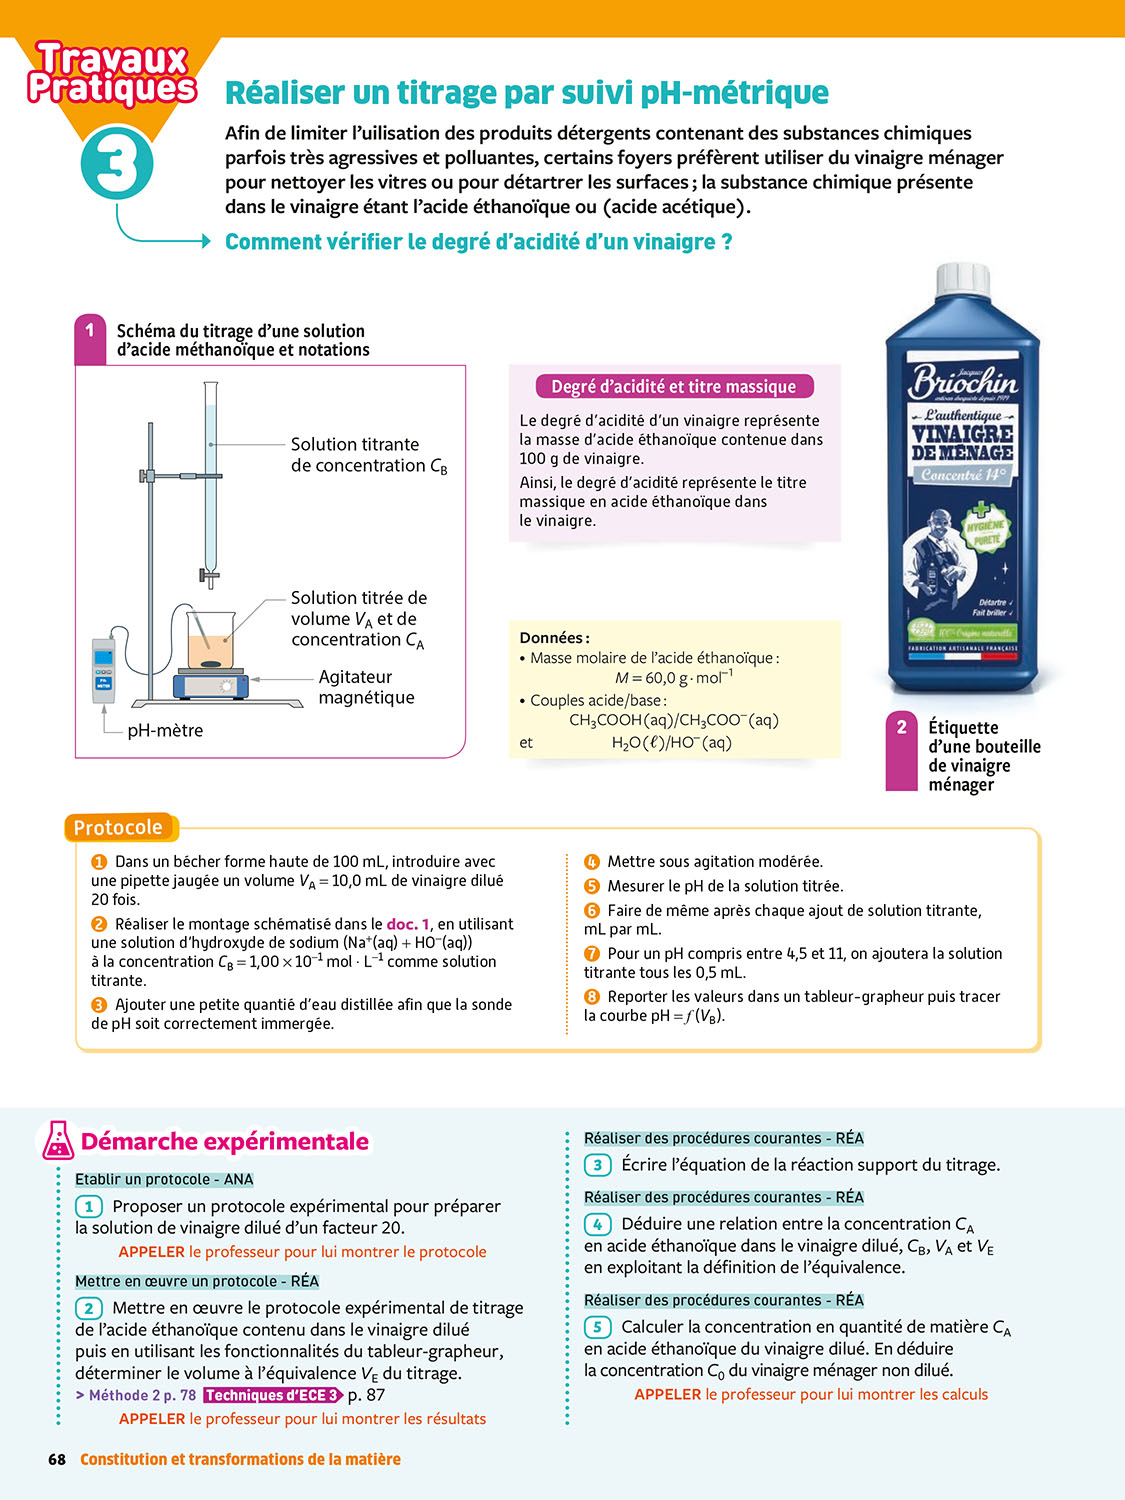 Travaux
Pratiques
3
Réaliser un titrage par suivi pH-métrique
Afin de limiter l'uilisation des produits détergents contenant des substances chimiques
parfois très agressives et polluantes, certains foyers préfèrent utiliser du vinaigre ménager
pour nettoyer les vitres ou pour détartrer les surfaces ; la substance chimique présente
dans le vinaigre étant l'acide éthanoïque ou (acide acétique).
Comment vérifier le degré d'acidité d'un vinaigre ?
1 Schéma du titrage d'une solution
d'acide méthanoïque et notations
Solution titrante
de concentration C_B
Solution titrée de
volume V_A et de
concentration C_A
Agitateur
magnétique
PH-
METER
pH-mètre
Degré d'acidité et titre massique
Le degré d'acidité d'un vinaigre représente
la masse d'acide éthanoïque contenue dans
100 g de vinaigre.
Ainsi, le degré d'acidité représente le titre
massique en acide éthanoïque dans
le vinaigre.
Données :
• Masse molaire de l'acide éthanoïque :
M = 60,0 g · mol⁻¹
• Couples acide/base :
CH₃COOH (aq)/CH₃COO⁻ (aq)
et H₂O (ℓ)/HO⁻ (aq)
Jacques
Briochin
L'authentique
VINAIGRE
DE MÉNAGE
Concentré 14°
HYGIÈNE
PURETÉ
Détartre ✓
Fait briller ✓
100% Origine naturelle
FABRICATION ARTISANALE FRANÇAISE
2 Étiquette
d'une bouteille
de vinaigre
ménager
Protocole
1 Dans un bécher forme haute de 100 mL, introduire avec
une pipette jaugée un volume V_A = 10,0 mL de vinaigre dilué
20 fois.
2 Réaliser le montage schématisé dans le doc. 1, en utilisant
une solution d'hydroxyde de sodium (Na⁺(aq) + HO⁻(aq))
à la concentration C_B = 1,00 × 10⁻¹ mol · L⁻¹ comme solution
titrante.
3 Ajouter une petite quantié d'eau distillée afin que la sonde
de pH soit correctement immergée.
4 Mettre sous agitation modérée.
5 Mesurer le pH de la solution titrée.
6 Faire de même après chaque ajout de solution titrante,
mL par mL.
7 Pour un pH compris entre 4,5 et 11, on ajoutera la solution
titrante tous les 0,5 mL.
8 Reporter les valeurs dans un tableur-grapheur puis tracer
la courbe pH = f (V_B).
Démarche expérimentale
Etablir un protocole - ANA
1 Proposer un protocole expérimental pour préparer
la solution de vinaigre dilué d'un facteur 20.
APPELER le professeur pour lui montrer le protocole
Mettre en œuvre un protocole - RÉA
2 Mettre en œuvre le protocole expérimental de titrage
de l'acide éthanoïque contenu dans le vinaigre dilué
puis en utilisant les fonctionnalités du tableur-grapheur,
déterminer le volume à l'équivalence V_E du titrage.
> Méthode 2 p. 78 Techniques d'ECE 3 p. 87
APPELER le professeur pour lui montrer les résultats
Réaliser des procédures courantes - RÉA
3 Écrire l'équation de la réaction support du titrage.
Réaliser des procédures courantes - RÉA
4 Déduire une relation entre la concentration C_A
en acide éthanoïque dans le vinaigre dilué, C_B, V_A et V_E
en exploitant la définition de l'équivalence.
Réaliser des procédures courantes - RÉA
5 Calculer la concentration en quantité de matière C_A
en acide éthanoïque du vinaigre dilué. En déduire
la concentration C₀ du vinaigre ménager non dilué.
APPELER le professeur pour lui montrer les calculs
68 Constitution et transformations de la matière